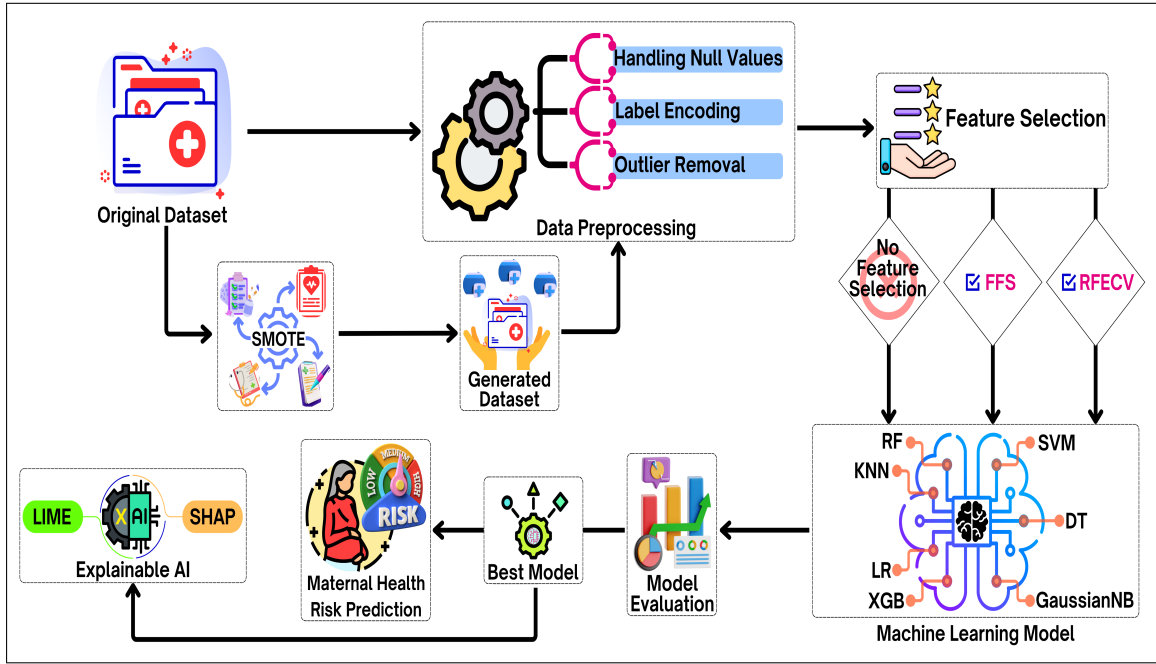 Original Dataset
Handling Null Values
Label Encoding
Outlier Removal
Data Preprocessing
Feature Selection
No
Feature
Selection
FFS
RFECV
SMOTE
Generated
Dataset
RF
KNN
LR
XGB
SVM
DT
GaussianNB
Machine Learning Model
Model
Evaluation
Best Model
LOW
MEDIUM
HIGH
RISK
Maternal Health
Risk Prediction
LIME
X AI
SHAP
Explainable AI